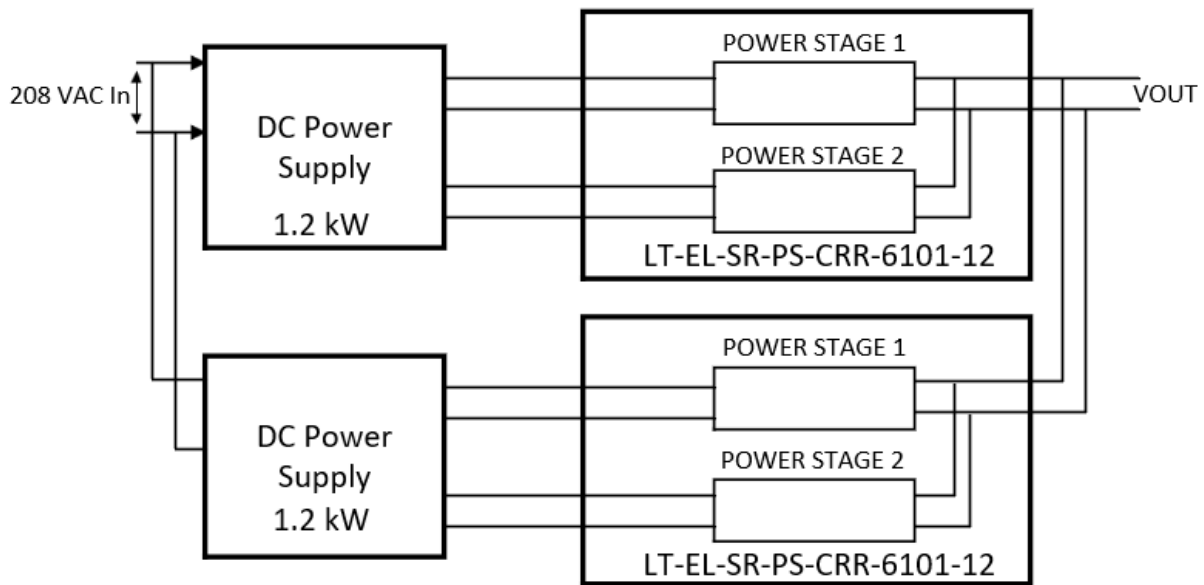 208 VAC In
DC Power
Supply
1.2 kW
POWER STAGE 1
POWER STAGE 2
LT-EL-SR-PS-CRR-6101-12
VOUT
DC Power
Supply
1.2 kW
POWER STAGE 1
POWER STAGE 2
LT-EL-SR-PS-CRR-6101-12